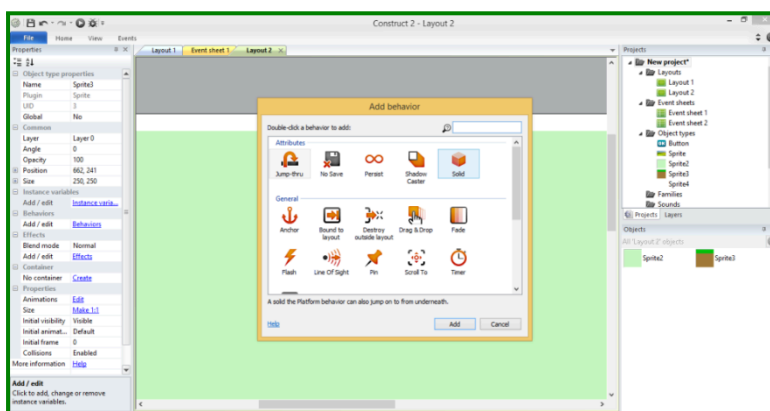 Construct 2 - Layout 2
File Home View Events
Properties
Object type properties
Name Sprite3
Plugin Sprite
UID 3
Global No
Common
Layer Layer 0
Angle 0
Opacity 100
Position 662, 241
Size 250, 250
Instance variables
Add / edit Instance varia...
Behaviors
Add / edit Behaviors
Effects
Blend mode Normal
Add / edit Effects
Container
No container Create
Properties
Animations Edit
Size Make 1:1
Initial visibility Visible
Initial animat... Default
Initial frame 0
Collisions Enabled
More information Help
Add / edit
Click to add, change or remove
instance variables.
Layout 1 Event sheet 1 Layout 2
Add behavior
Double-click a behavior to add:
Attributes
Jump-thru No Save Persist Shadow Caster Solid
General
Anchor Bound to layout Destroy outside layout Drag & Drop Fade
Flash Line Of Sight Pin Scroll To Timer
A solid the Platform behavior can also jump on to from underneath.
Help Add Cancel
Projects
New project*
Layouts
Layout 1
Layout 2
Event sheets
Event sheet 1
Event sheet 2
Object types
Button
Sprite
Sprite2
Sprite3
Sprite4
Families
Sounds
Projects Layers
Objects
All 'Layout 2' objects
Sprite2 Sprite3